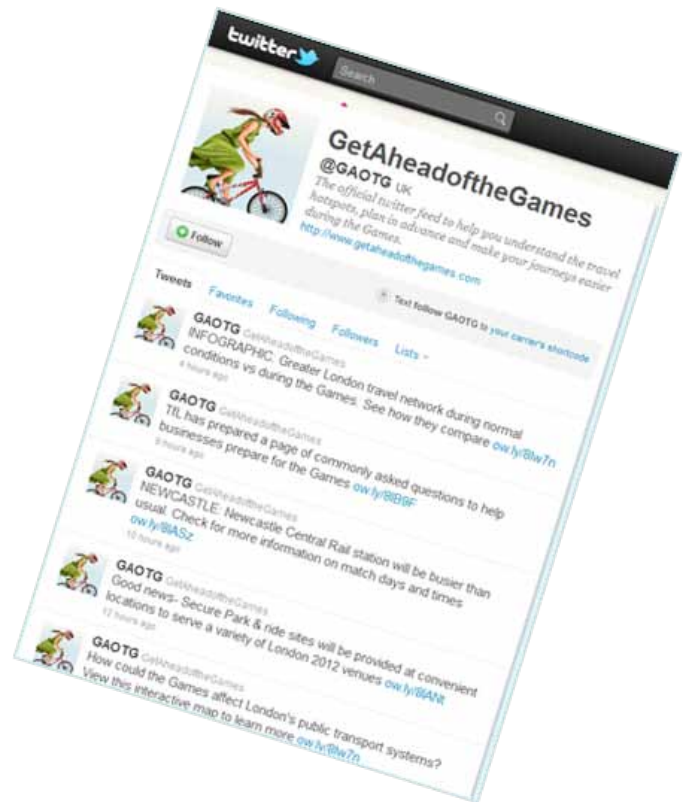 twitter
Search
GetAheadoftheGames
@GAOTG UK
The official twitter feed to help you understand the travel
hotspots, plan in advance and make your journeys easier
during the Games.
http://www.getaheadofthegames.com
Follow
Text follow GAOTG to your carrier's shortcode
Tweets Favorites Following Followers Lists
GAOTG GetAheadoftheGames
INFOGRAPHIC: Greater London travel network during normal
conditions vs during the Games. See how they compare ow.ly/8lw7n
4 hours ago
GAOTG GetAheadoftheGames
TfL has prepared a page of commonly asked questions to help
businesses prepare for the Games ow.ly/8lB9F
hours ago
GAOTG GetAheadoftheGames
NEWCASTLE: Newcastle Central Rail station will be busier than
usual. Check for more information on match days and times
ow.ly/8lASz
10 hours ago
GAOTG GetAheadoftheGames
Good news- Secure Park & ride sites will be provided at convenient
locations to serve a variety of London 2012 venues ow.ly/8lANt
12 hours ago
GAOTG GetAheadoftheGames
How could the Games affect London's public transport systems?
View this interactive map to learn more ow.ly/8lw7n